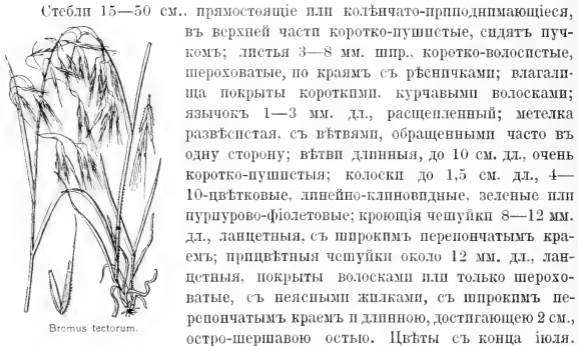 Стебли 15—50 см., прямостоящіе или колѣнчато-приподнимающіеся,
въ верхней части коротко-пушистые, сидятъ пуч-
комъ; листья 3—8 мм. шир., коротко-волосистые,
шероховатые, по краямъ съ рѣсничками; влагали-
ща покрыты короткими, курчавыми волосками;
язычокъ 1—3 мм. дл., расщепленный; метелка
развѣсистая, съ вѣтвями, обращенными часто въ
одну сторону; вѣтви длинныя, до 10 см. дл., очень
коротко-пушистыя; колоски до 1,5 см. дл., 4—
10-цвѣтковые, линейно-клиновидные, зеленые или
пурпурово-фіолетовые; кроющія чешуйки 8—12 мм.
дл., ланцетныя, съ широкимъ перепончатымъ кра-
емъ; прицвѣтныя чешуйки около 12 мм. дл., лан-
цетныя, покрыты волосками или только шерохо-
ватые, съ неясными жилками, съ широкимъ пе-
репончатымъ краемъ и длинною, достигающею 2 см.,
остро-шершавою остью. Цвѣты съ конца іюля.
Bromus tectorum.